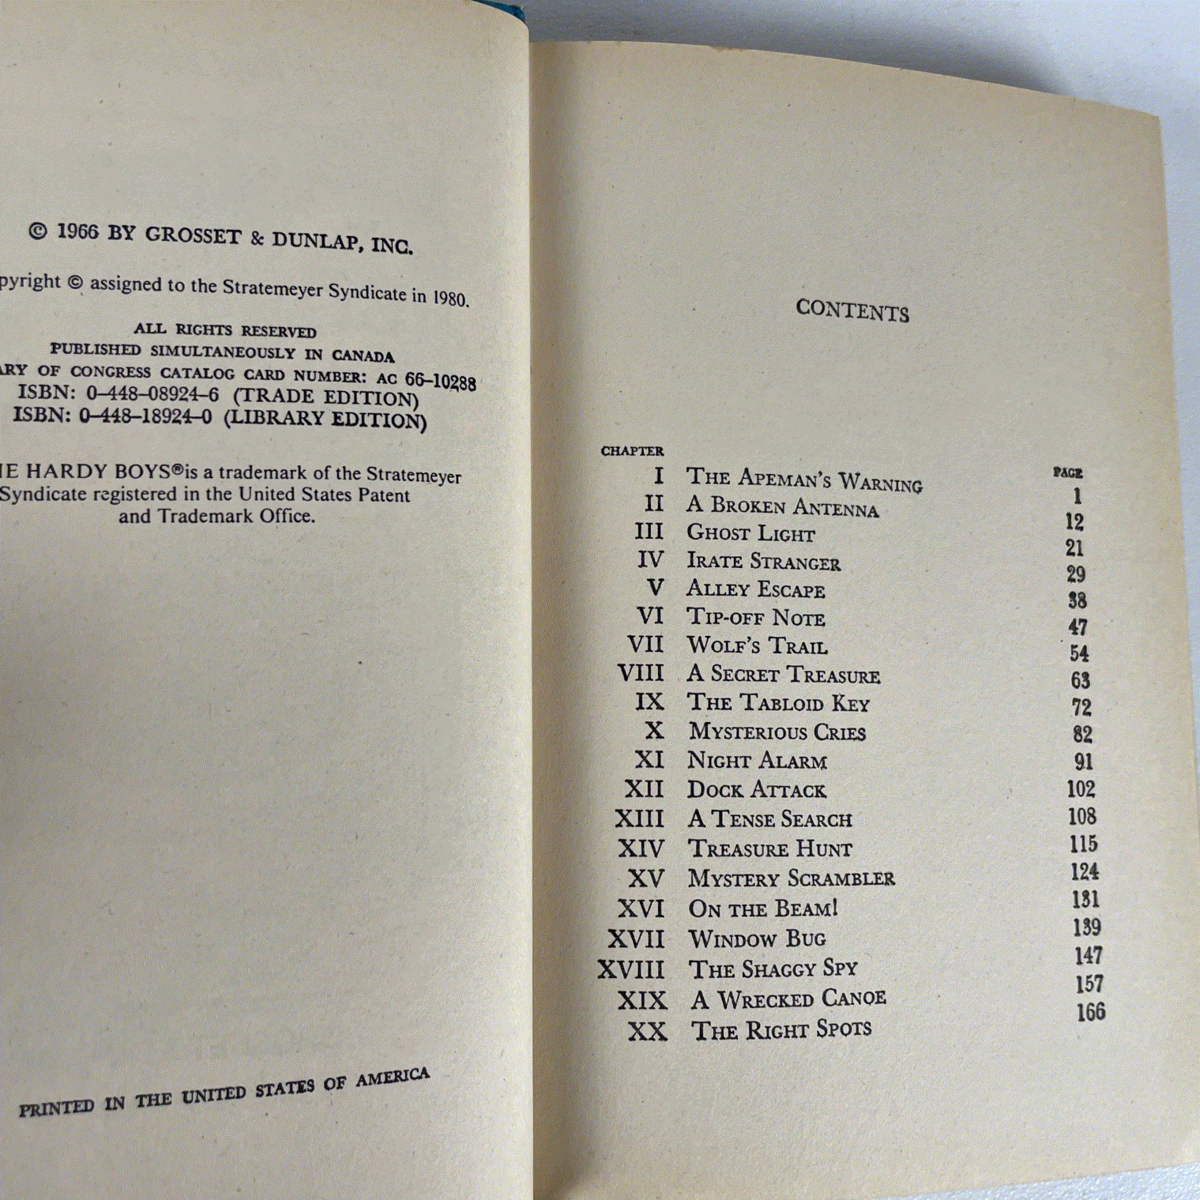 © 1966 BY GROSSET & DUNLAP, INC.
pyright © assigned to the Stratemeyer Syndicate in 1980.
ALL RIGHTS RESERVED
PUBLISHED SIMULTANEOUSLY IN CANADA
ARY OF CONGRESS CATALOG CARD NUMBER: AC 66-10288
ISBN: 0-448-08924-6 (TRADE EDITION)
ISBN: 0-448-18924-0 (LIBRARY EDITION)
HE HARDY BOYS® is a trademark of the Stratemeyer
Syndicate registered in the United States Patent
and Trademark Office.
PRINTED IN THE UNITED STATES OF AMERICA
CONTENTS
CHAPTER PAGE
I THE APEMAN'S WARNING 1
II A BROKEN ANTENNA 12
III GHOST LIGHT 21
IV IRATE STRANGER 29
V ALLEY ESCAPE 38
VI TIP-OFF NOTE 47
VII WOLF'S TRAIL 54
VIII A SECRET TREASURE 63
IX THE TABLOID KEY 72
X MYSTERIOUS CRIES 82
XI NIGHT ALARM 91
XII DOCK ATTACK 102
XIII A TENSE SEARCH 108
XIV TREASURE HUNT 115
XV MYSTERY SCRAMBLER 124
XVI ON THE BEAM! 131
XVII WINDOW BUG 139
XVIII THE SHAGGY SPY 147
XIX A WRECKED CANOE 157
XX THE RIGHT SPOTS 166